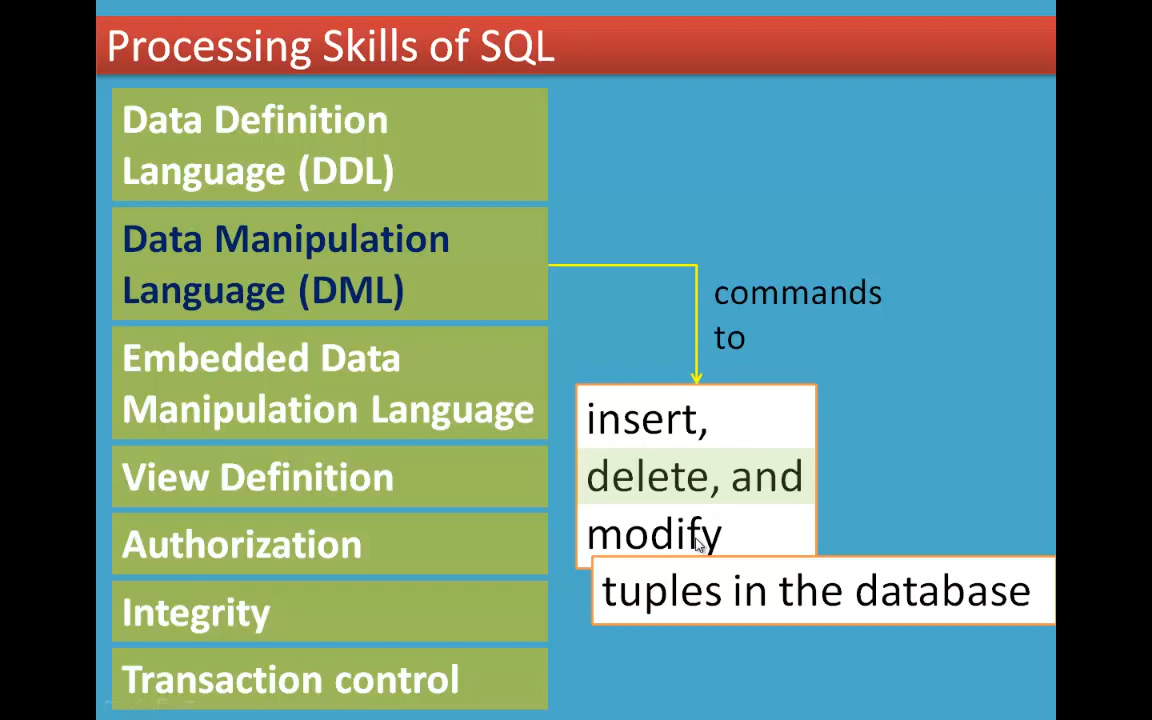 Processing Skills of SQL
Data Definition
Language (DDL)
Data Manipulation
Language (DML)
Embedded Data
Manipulation Language
View Definition
Authorization
Integrity
Transaction control
commands
to
insert,
delete, and
modify
tuples in the database